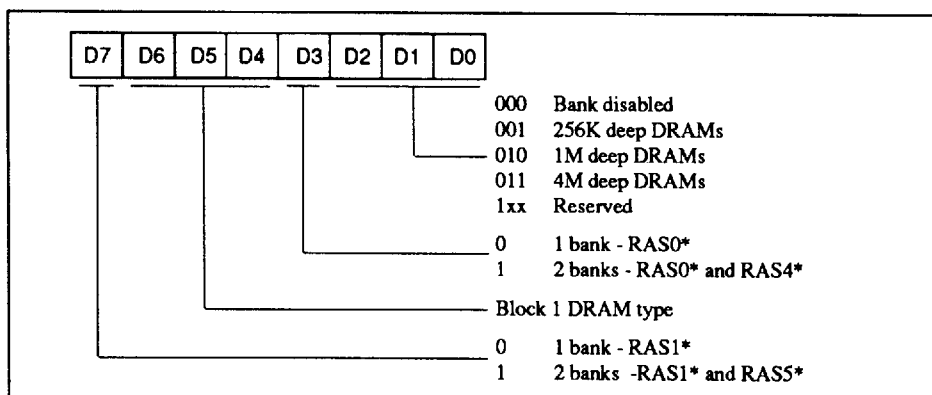 D7 D6 D5 D4 D3 D2 D1 D0
000 Bank disabled
001 256K deep DRAMs
010 1M deep DRAMs
011 4M deep DRAMs
1xx Reserved
0 1 bank - RAS0*
1 2 banks - RAS0* and RAS4*
Block 1 DRAM type
0 1 bank - RAS1*
1 2 banks -RAS1* and RAS5*